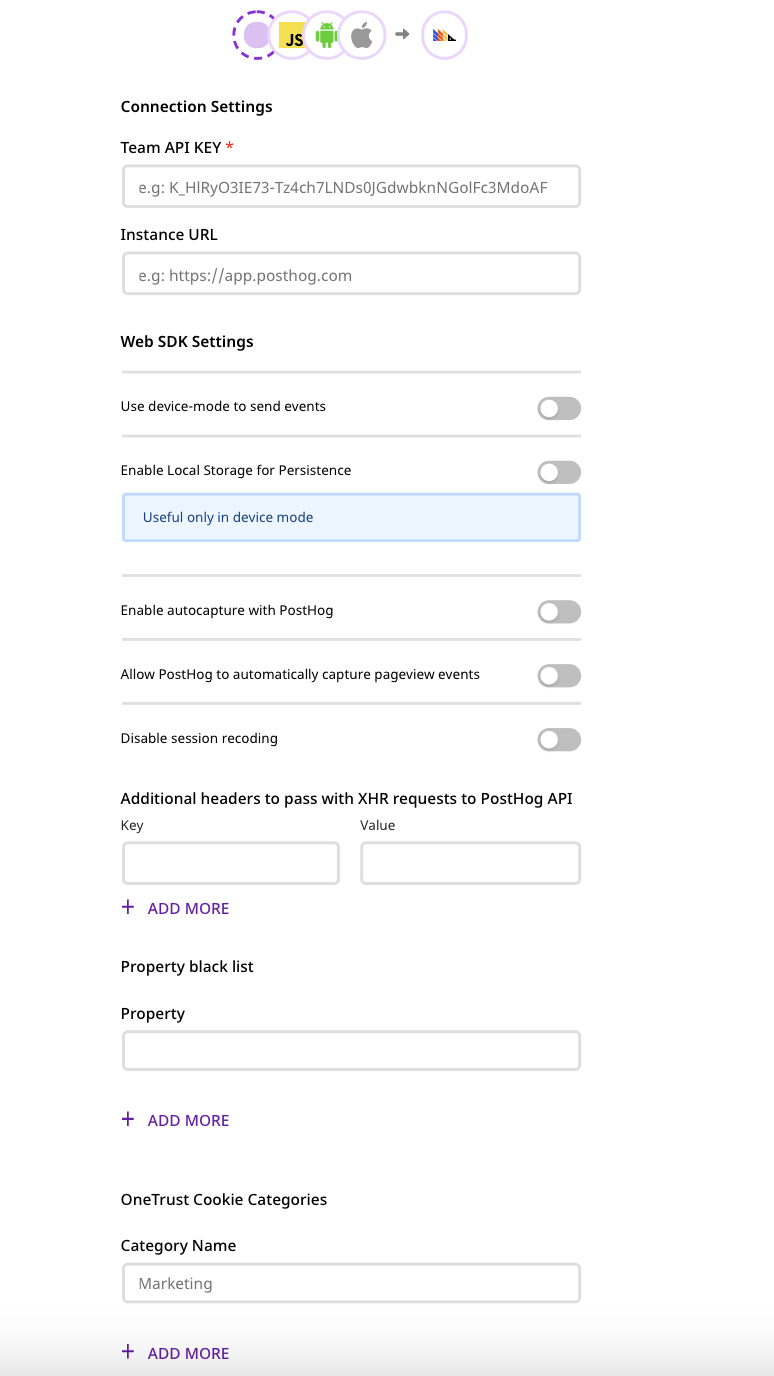 JS
Connection Settings
Team API KEY *
e.g: K_HlRyO3IE73-Tz4ch7LNDs0JGdwbknNGolFc3MdoAF
Instance URL
e.g: https://app.posthog.com
Web SDK Settings
Use device-mode to send events
Enable Local Storage for Persistence
Useful only in device mode
Enable autocapture with PostHog
Allow PostHog to automatically capture pageview events
Disable session recoding
Additional headers to pass with XHR requests to PostHog API
Key Value
+ ADD MORE
Property black list
Property
+ ADD MORE
OneTrust Cookie Categories
Category Name
Marketing
+ ADD MORE